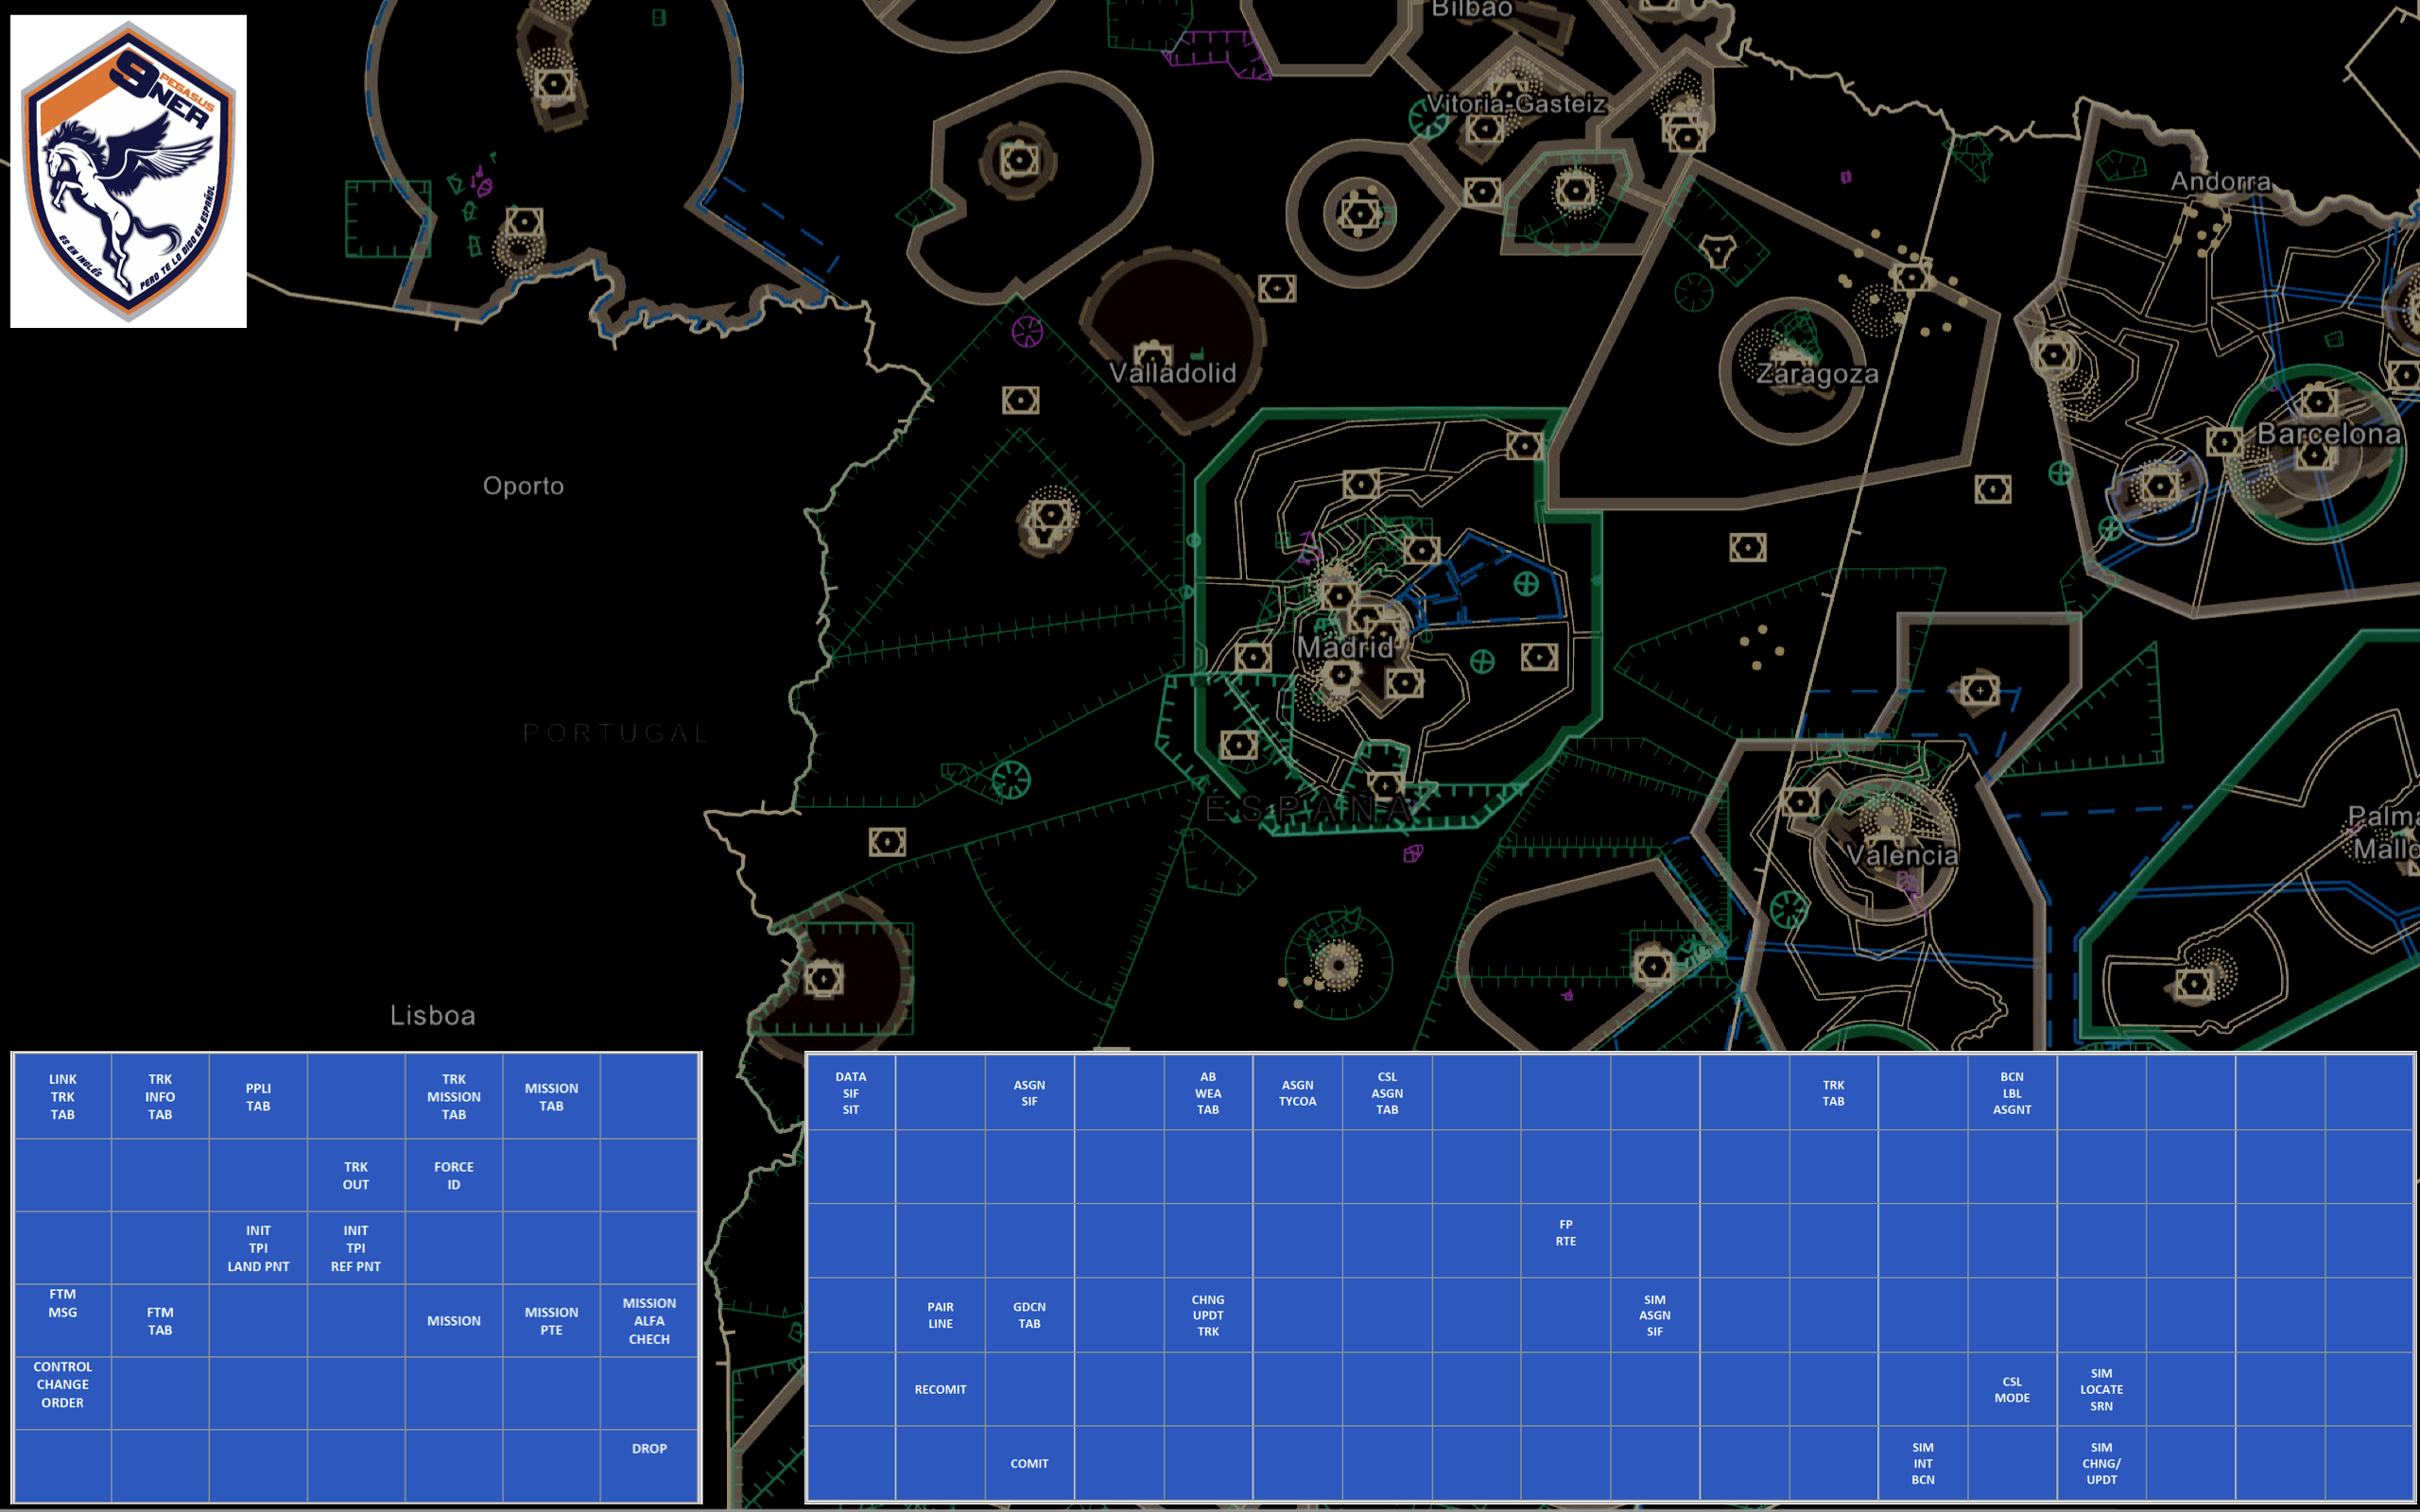 9NER
PEGASUS
ES EN INGLÉS
PERO TE LO DIGO EN ESPAÑOL
Bilbao
Vitoria-Gasteiz
Andorra
Valladolid
Zaragoza
Barcelona
Oporto
Madrid
PORTUGAL
ESPAÑA
Palma
Mallo
Valencia
Lisboa
LINK
TRK
TAB
TRK
INFO
TAB
PPLI
TAB
TRK
MISSION
TAB
MISSION
TAB
TRK
OUT
FORCE
ID
INIT
TPI
LAND PNT
INIT
TPI
REF PNT
FTM
MSG
FTM
TAB
MISSION
MISSION
PTE
MISSION
ALFA
CHECH
CONTROL
CHANGE
ORDER
DROP
DATA
SIF
SIT
ASGN
SIF
AB
WEA
TAB
ASGN
TYCOA
CSL
ASGN
TAB
TRK
TAB
BCN
LBL
ASGNT
FP
RTE
PAIR
LINE
GDCN
TAB
CHNG
UPDT
TRK
SIM
ASGN
SIF
RECOMIT
CSL
MODE
SIM
LOCATE
SRN
COMIT
SIM
INT
BCN
SIM
CHNG/
UPDT